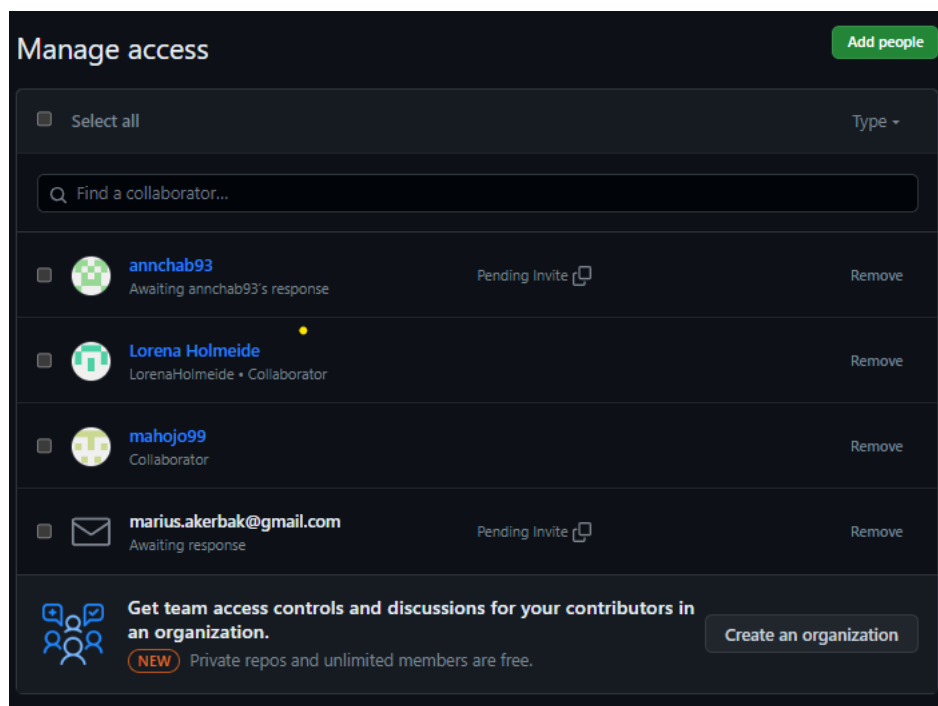 Manage access
Add people
Select all
Type
Find a collaborator...
annchab93
Awaiting annchab93's response
Pending Invite
Remove
Lorena Holmeide
LorenaHolmeide • Collaborator
Remove
mahojo99
Collaborator
Remove
marius.akerbak@gmail.com
Awaiting response
Pending Invite
Remove
Get team access controls and discussions for your contributors in
an organization.
NEW Private repos and unlimited members are free.
Create an organization